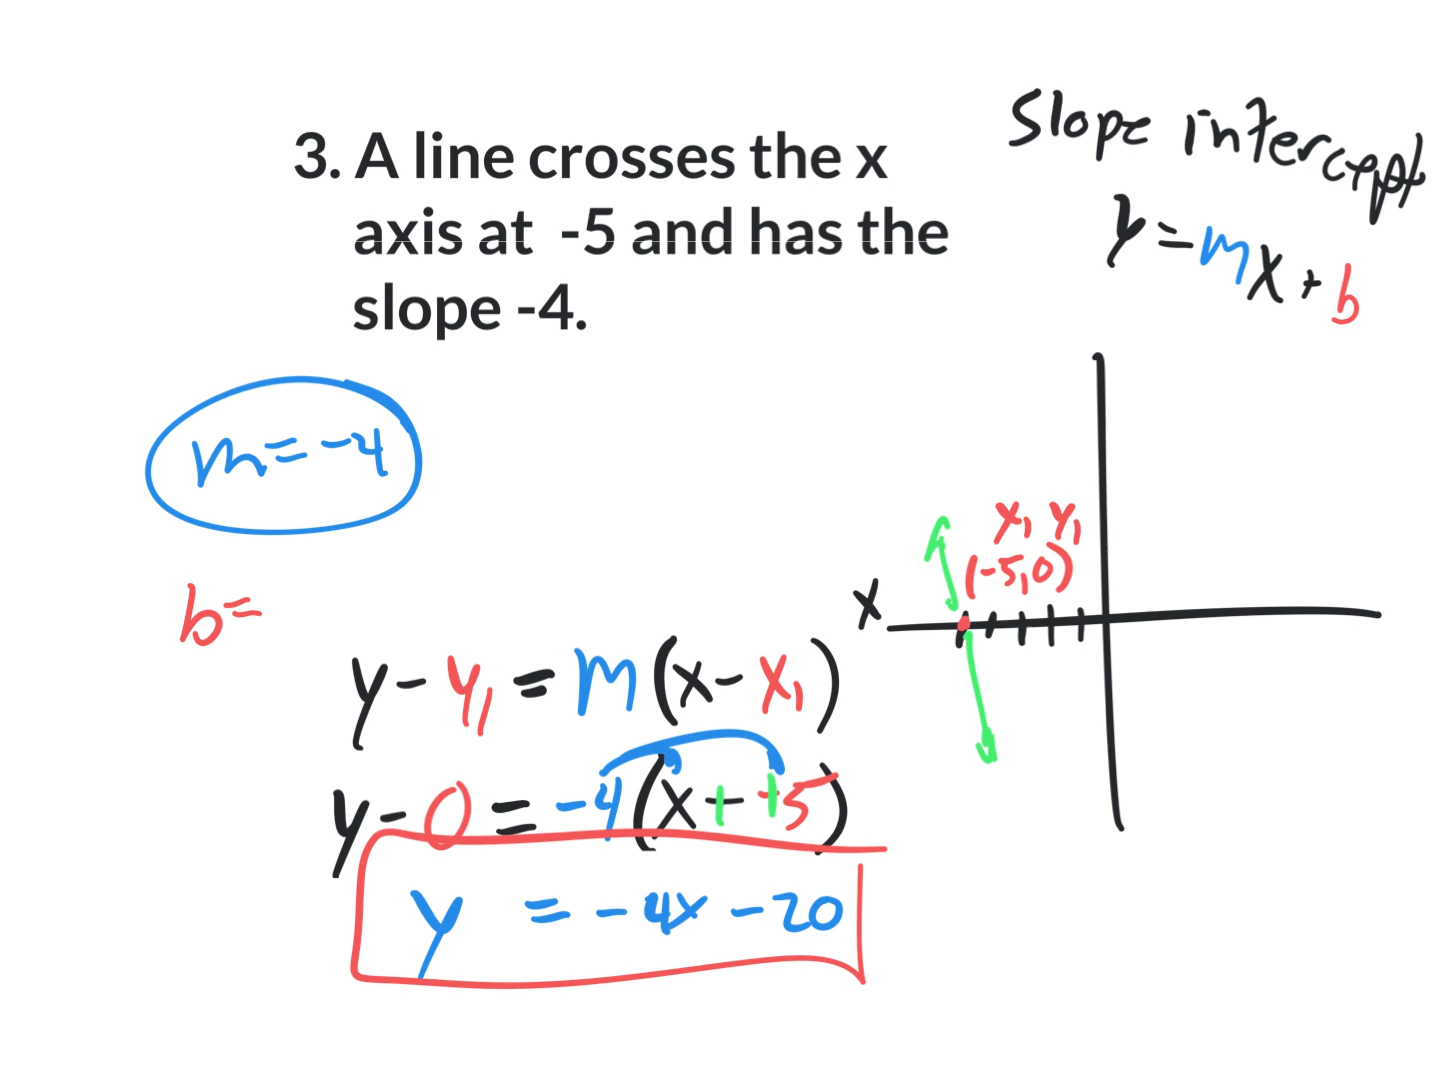 3. A line crosses the x
axis at -5 and has the
slope -4.
Slope intercept
y = mx + b
m = -4
b =
x₁ y₁
(-5,0)
x
y - y₁ = m(x - x₁)
y - 0 = -4(x + +5)
y = -4x - 20